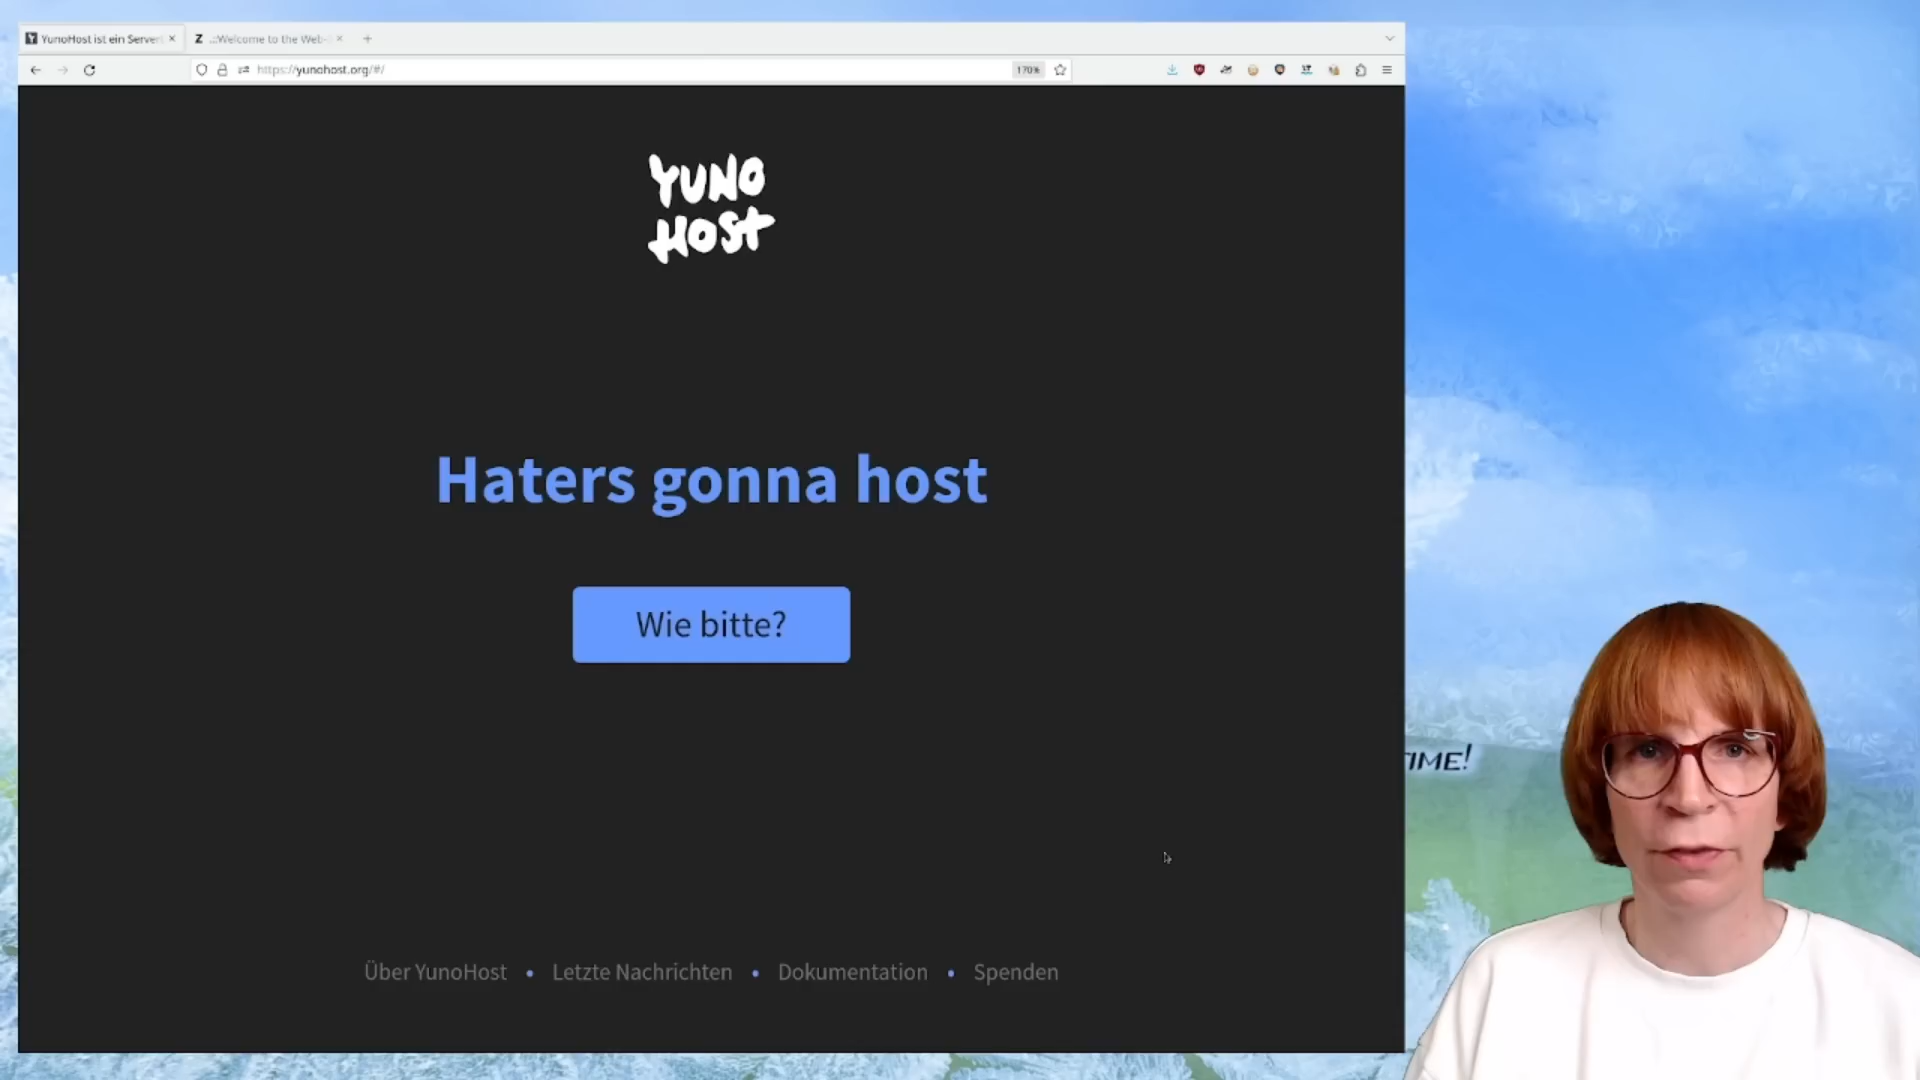 YunoHost ist ein Server
Z .::Welcome to the Web-
https://yunohost.org/#/
170%
YUNO
HOST
Haters gonna host
Wie bitte?
TIME!
Über YunoHost • Letzte Nachrichten • Dokumentation • Spenden